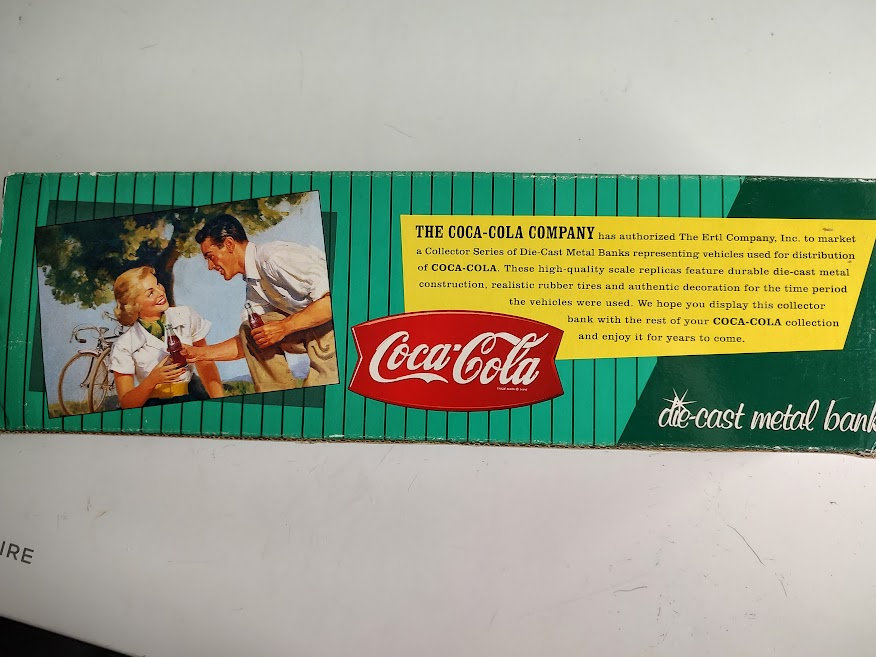 THE COCA-COLA COMPANY has authorized The Ertl Company, Inc. to market
a Collector Series of Die-Cast Metal Banks representing vehicles used for distribution
of COCA-COLA. These high-quality scale replicas feature durable die-cast metal
construction, realistic rubber tires and authentic decoration for the time period
the vehicles were used. We hope you display this collector
bank with the rest of your COCA-COLA collection
and enjoy it for years to come.
Coca-Cola
die-cast metal bank
IRE